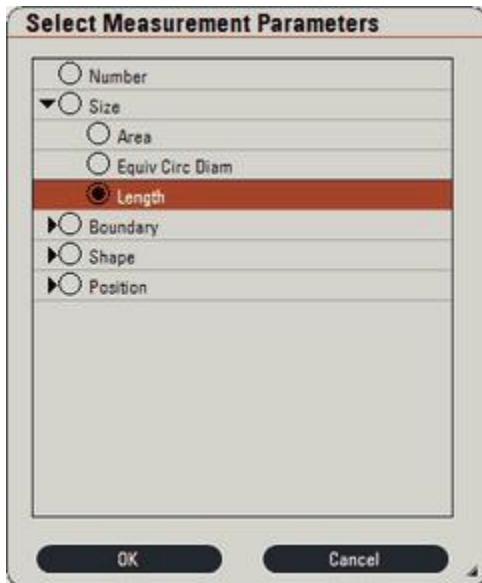 Select Measurement Parameters
Number
Size
Area
Equiv Circ Diam
Length
Boundary
Shape
Position
OK
Cancel